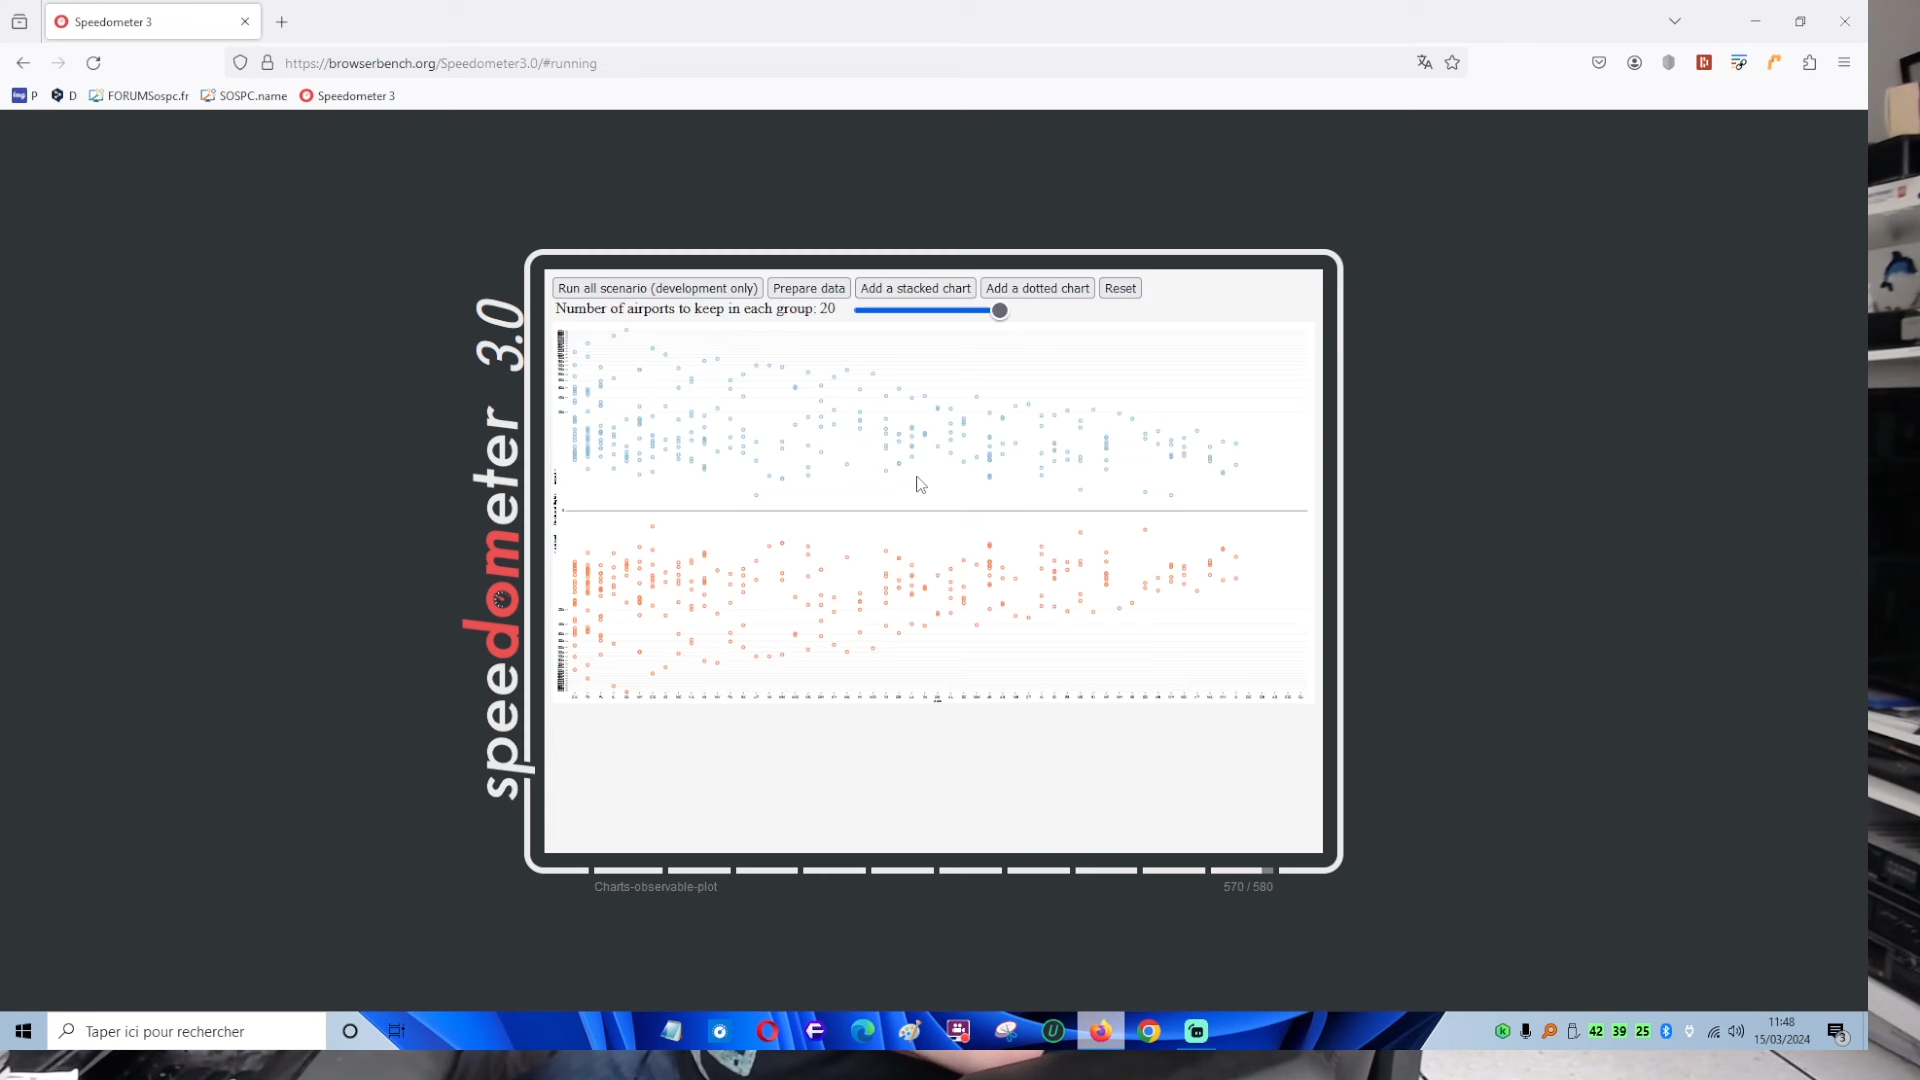 Speedometer 3
https://browserbench.org/Speedometer3.0/#running
P
D
FORUMSospc.fr
SOSPC.name
Speedometer 3
Run all scenario (development only)
Prepare data
Add a stacked chart
Add a dotted chart
Reset
Number of airports to keep in each group: 20
speedometer 3.0
Charts-observable-plot
570 / 580
Taper ici pour rechercher
42
39
25
11:48
15/03/2024
3